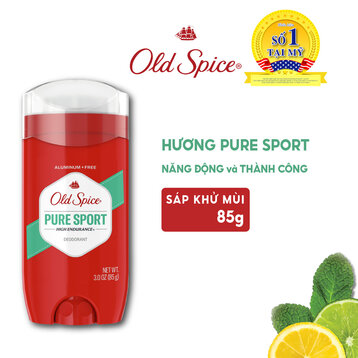 Old Spice®
SỐ 1
TẠI MỸ
HƯƠNG PURE SPORT
NĂNG ĐỘNG và THÀNH CÔNG
SÁP KHỬ MÙI
85g
ALUMINUM-FREE
Old Spice
PURE SPORT
HIGH ENDURANCE
DEODORANT
NET WT.
3.0 OZ (85g)